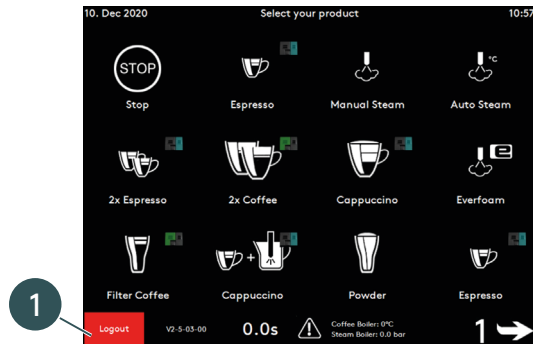 10. Dec 2020 Select your product 10:57
STOP °C
Stop Espresso Manual Steam Auto Steam
e
2x Espresso 2x Coffee Cappuccino Everfoam
+
Filter Coffee Cappuccino Powder Espresso
1
Logout V2-5-03-00 0.0s Coffee Boiler: 0°C 1
Steam Boiler: 0.0 bar